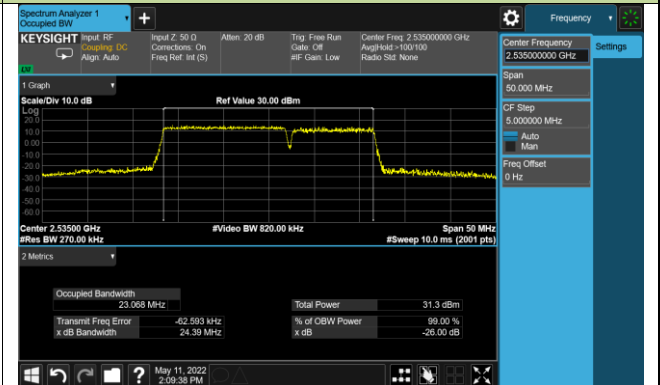 Spectrum Analyzer 1
Occupied BW
+
Frequency
KEYSIGHT
Input: RF
Coupling: DC
Align: Auto
Input Z: 50 Ω
Corrections: On
Freq Ref: Int (S)
Atten: 20 dB
Trig: Free Run
Gate: Off
#IF Gain: Low
Center Freq: 2.535000000 GHz
Avg|Hold:>100/100
Radio Std: None
Center Frequency
2.535000000 GHz
Settings
Span
50.000 MHz
CF Step
5.000000 MHz
Auto
Man
Freq Offset
0 Hz
1 Graph
Scale/Div 10.0 dB
Ref Value 30.00 dBm
Log
20.0
10.0
0.00
-10.0
-20.0
-30.0
-40.0
-50.0
-60.0
Center 2.53500 GHz
#Video BW 820.00 kHz
Span 50 MHz
#Res BW 270.00 kHz
#Sweep 10.0 ms (2001 pts)
2 Metrics
Occupied Bandwidth
23.068 MHz
Total Power 31.3 dBm
Transmit Freq Error -62.593 kHz
% of OBW Power 99.00 %
x dB Bandwidth 24.39 MHz
x dB -26.00 dB
?
May 11, 2022
2:09:38 PM